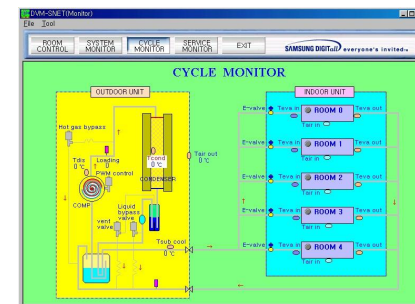 DVM-SNET(Monitor)
File Tool
ROOM CONTROL
SYSTEM MONITOR
CYCLE MONITOR
SERVICE MONITOR
EXIT
SAMSUNG DIGITall everyone's invited™
CYCLE MONITOR
OUTDOOR UNIT
INDOOR UNIT
Hot gas bypass
Tdis
0 ℃
Loading
0
PWM control
COMP
Tcond
0 ℃
CONDENSER
Tair out
0 ℃
Liquid
bypass
valve
vent
valve
Tsub cool
0 ℃
E-valve Teva in ROOM 0 Teva out
Tair in
E-valve Teva in ROOM 1 Teva out
Tair in
E-valve Teva in ROOM 2 Teva out
Tair in
E-valve Teva in ROOM 3 Teva out
Tair in
E-valve Teva in ROOM 4 Teva out
Tair in